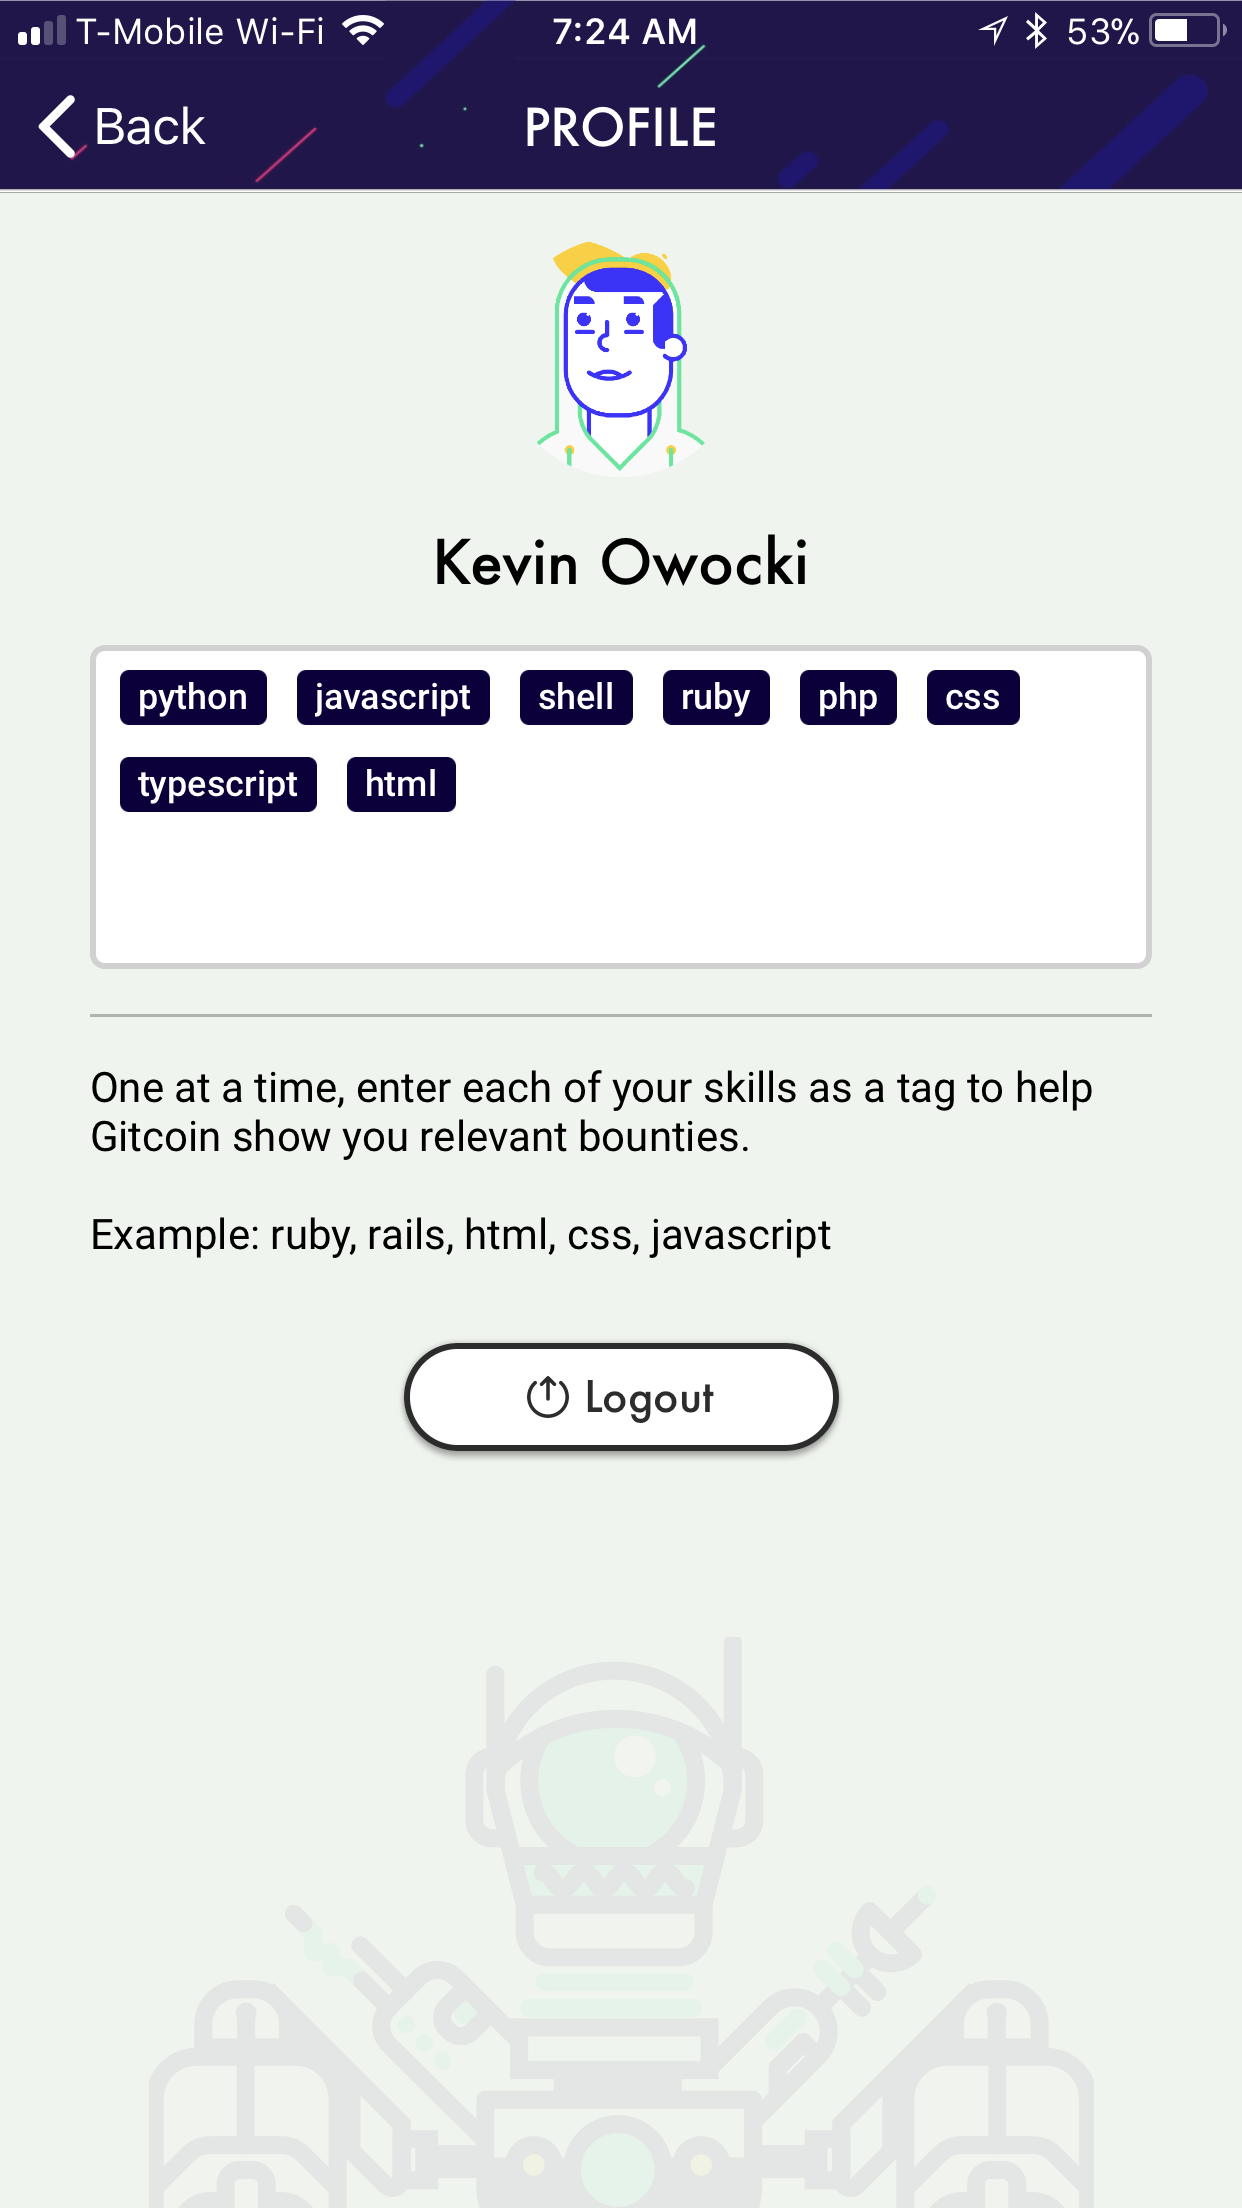 T-Mobile Wi-Fi 7:24 AM 53%
Back PROFILE
Kevin Owocki
python javascript shell ruby php css
typescript html
One at a time, enter each of your skills as a tag to help
Gitcoin show you relevant bounties.
Example: ruby, rails, html, css, javascript
Logout